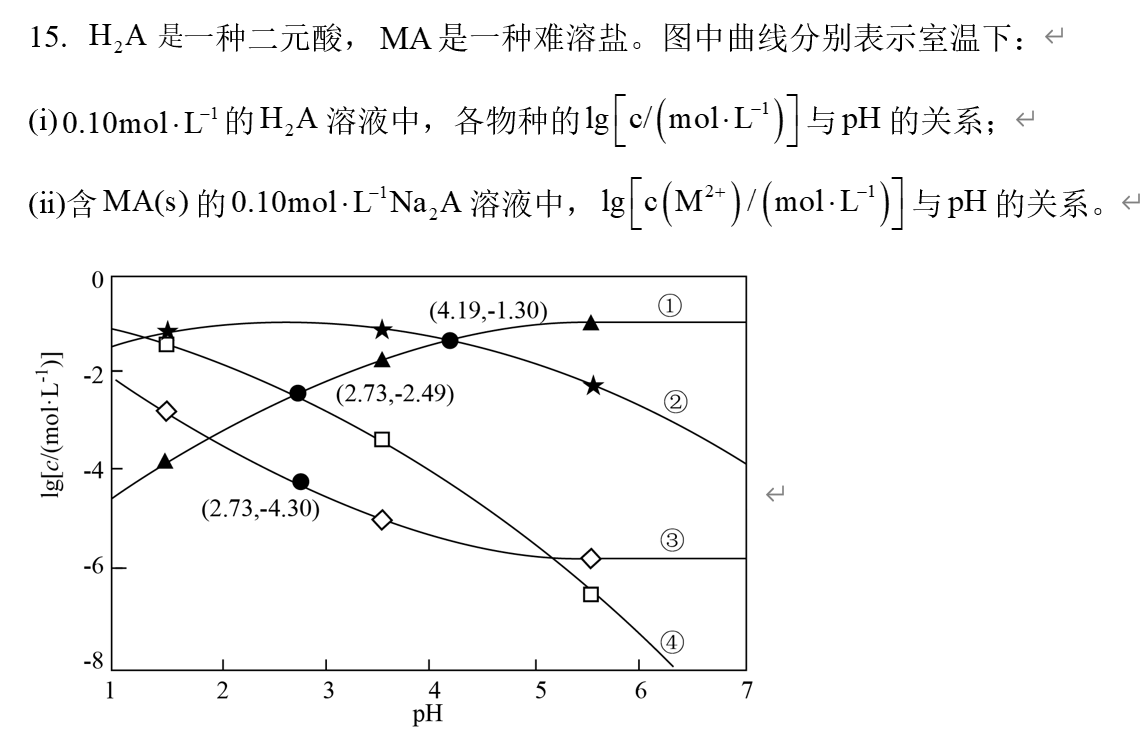 15. H₂A 是一种二元酸， MA 是一种难溶盐。图中曲线分别表示室温下：↵
(i) 0.10mol·L⁻¹ 的 H₂A 溶液中，各物种的 lg[c/(mol·L⁻¹)] 与 pH 的关系；↵
(ii)含 MA(s) 的 0.10mol·L⁻¹Na₂A 溶液中， lg[c(M²⁺)/(mol·L⁻¹)] 与 pH 的关系。↵
0
(4.19,-1.30)
①
-2
(2.73,-2.49)
②
lg[c/(mol·L⁻¹)]
-4
(2.73,-4.30)
↵
③
-6
④
-8
1 2 3 4 5 6 7
pH